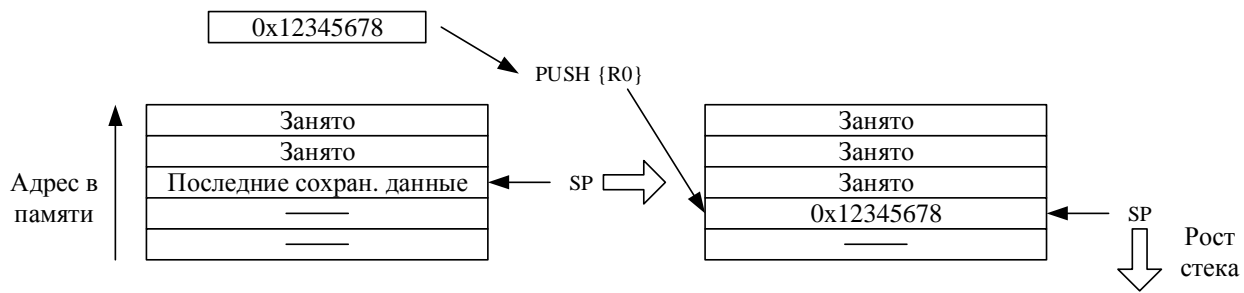 0x12345678
PUSH {R0}
Адрес в
памяти
Занято
Занято
Последние сохран. данные
SP
Занято
Занято
Занято
0x12345678
SP
Рост
стека